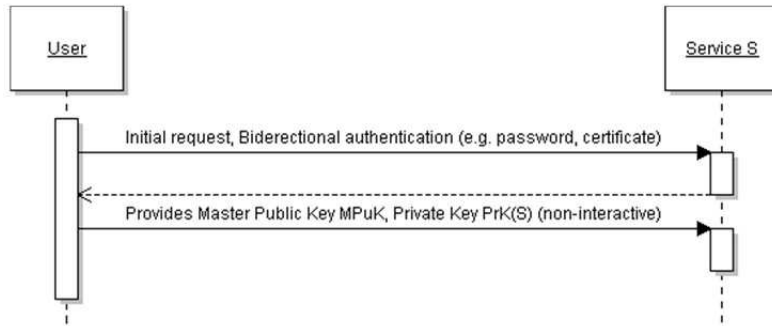 User
Service S
Initial request, Biderectional authentication (e.g. password, certificate)
Provides Master Public Key MPuK, Private Key PrK(S) (non-interactive)